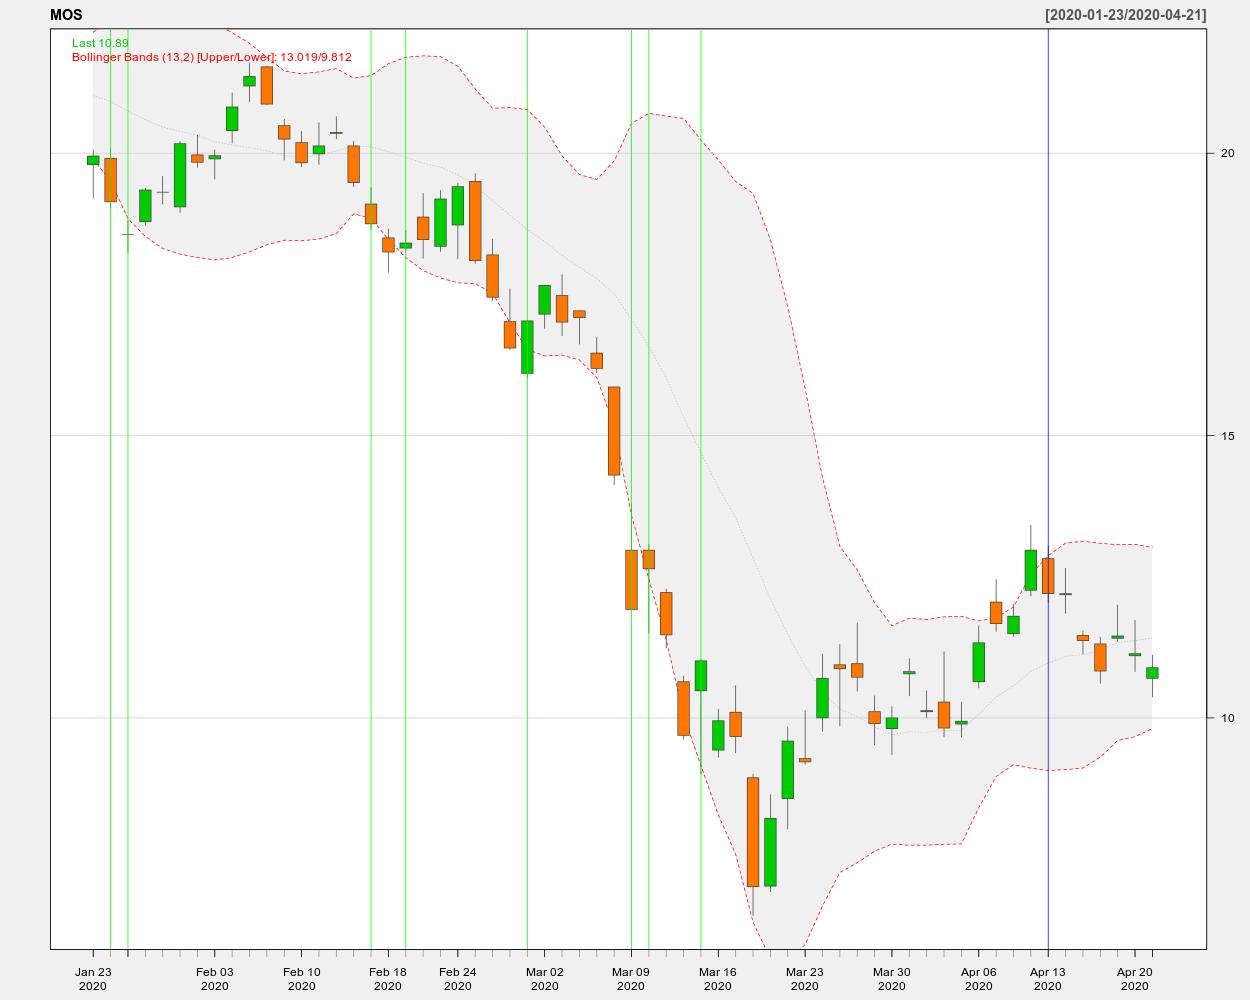 MOS
[2020-01-23/2020-04-21]
Last 10.89
Bollinger Bands (13,2) [Upper/Lower]: 13.019/9.812
20
15
10
Jan 23 Feb 03 Feb 10 Feb 18 Feb 24 Mar 02 Mar 09 Mar 16 Mar 23 Mar 30 Apr 06 Apr 13 Apr 20
2020 2020 2020 2020 2020 2020 2020 2020 2020 2020 2020 2020 2020